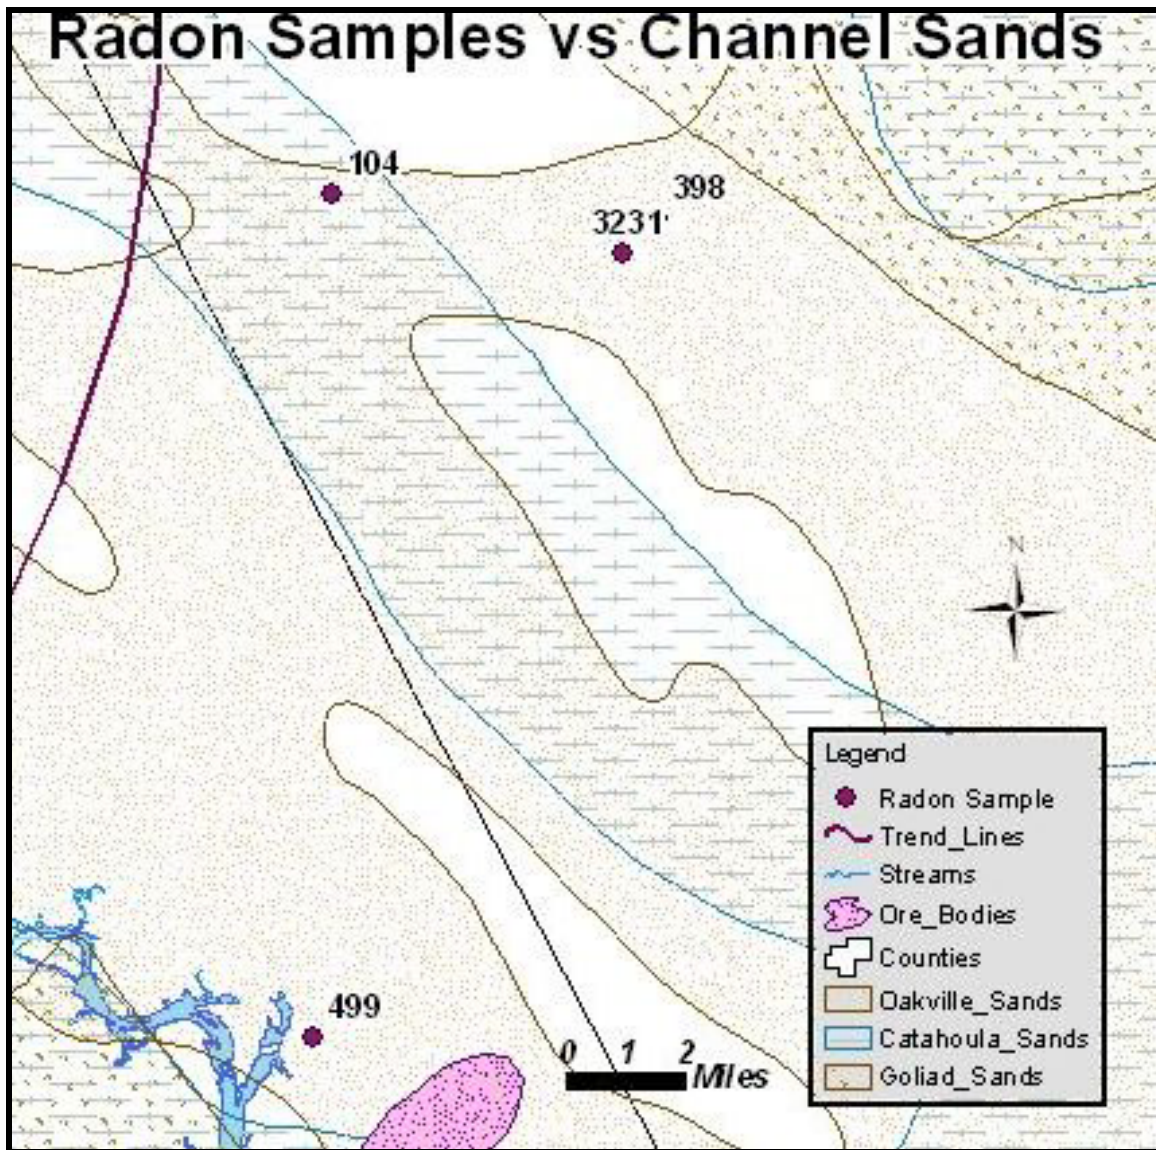 Radon Samples vs Channel Sands
104
398
3231
N
499
0 1 2
Miles
Legend
Radon Sample
Trend_Lines
Streams
Ore_Bodies
Counties
Oakville_Sands
Catahoula_Sands
Goliad_Sands